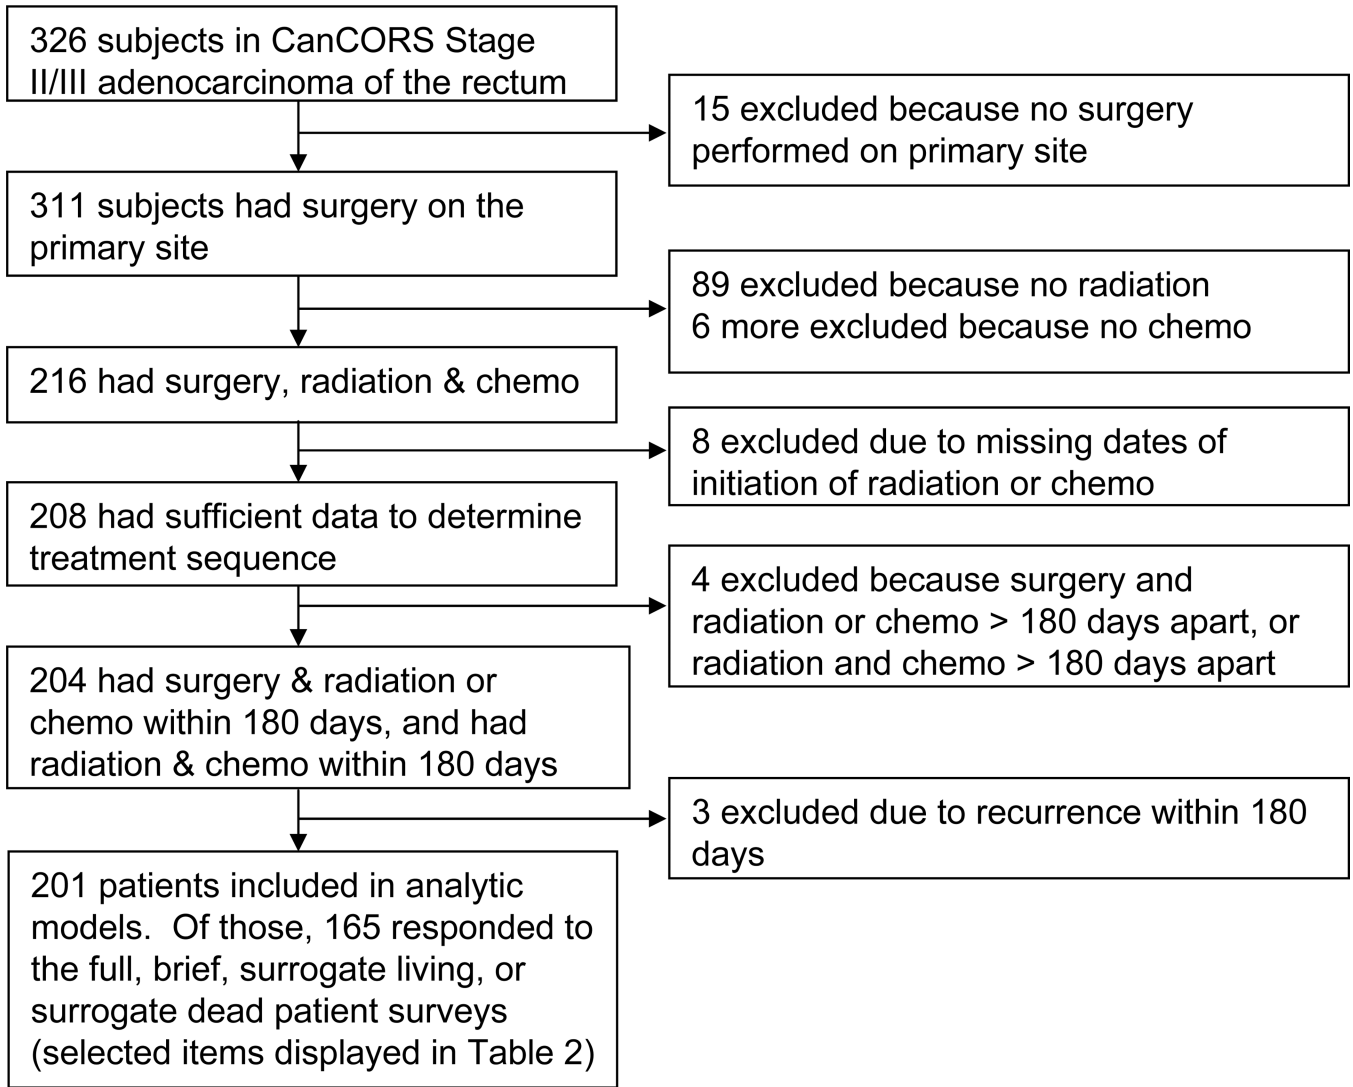 326 subjects in CanCORS Stage
II/III adenocarcinoma of the rectum
15 excluded because no surgery
performed on primary site
311 subjects had surgery on the
primary site
89 excluded because no radiation
6 more excluded because no chemo
216 had surgery, radiation & chemo
8 excluded due to missing dates of
initiation of radiation or chemo
208 had sufficient data to determine
treatment sequence
4 excluded because surgery and
radiation or chemo > 180 days apart, or
radiation and chemo > 180 days apart
204 had surgery & radiation or
chemo within 180 days, and had
radiation & chemo within 180 days
3 excluded due to recurrence within 180
days
201 patients included in analytic
models.  Of those, 165 responded to
the full, brief, surrogate living, or
surrogate dead patient surveys
(selected items displayed in Table 2)